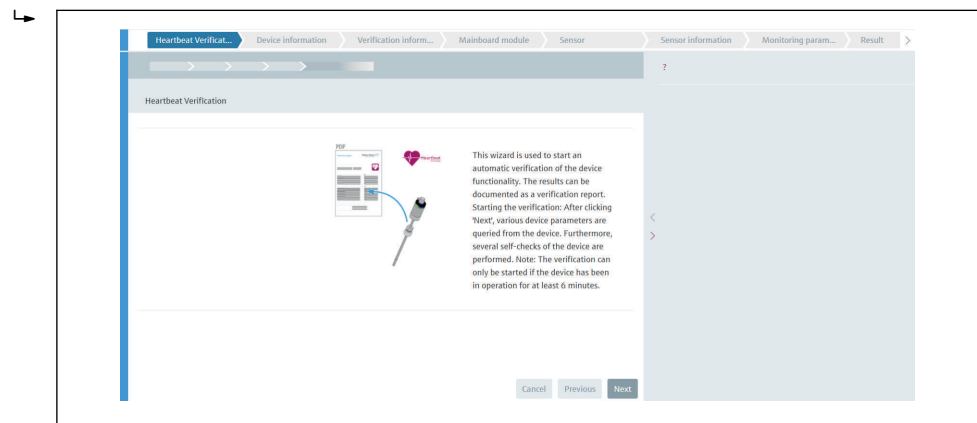 Heartbeat Verificat... Device information Verification inform... Mainboard module Sensor Sensor information Monitoring param... Result >
?
Heartbeat Verification
PDF
Heartbeat
This wizard is used to start an
automatic verification of the device
functionality. The results can be
documented as a verification report.
Starting the verification: After clicking
'Next', various device parameters are
queried from the device. Furthermore,
several self-checks of the device are
performed. Note: The verification can
only be started if the device has been
in operation for at least 6 minutes.
Cancel Previous Next